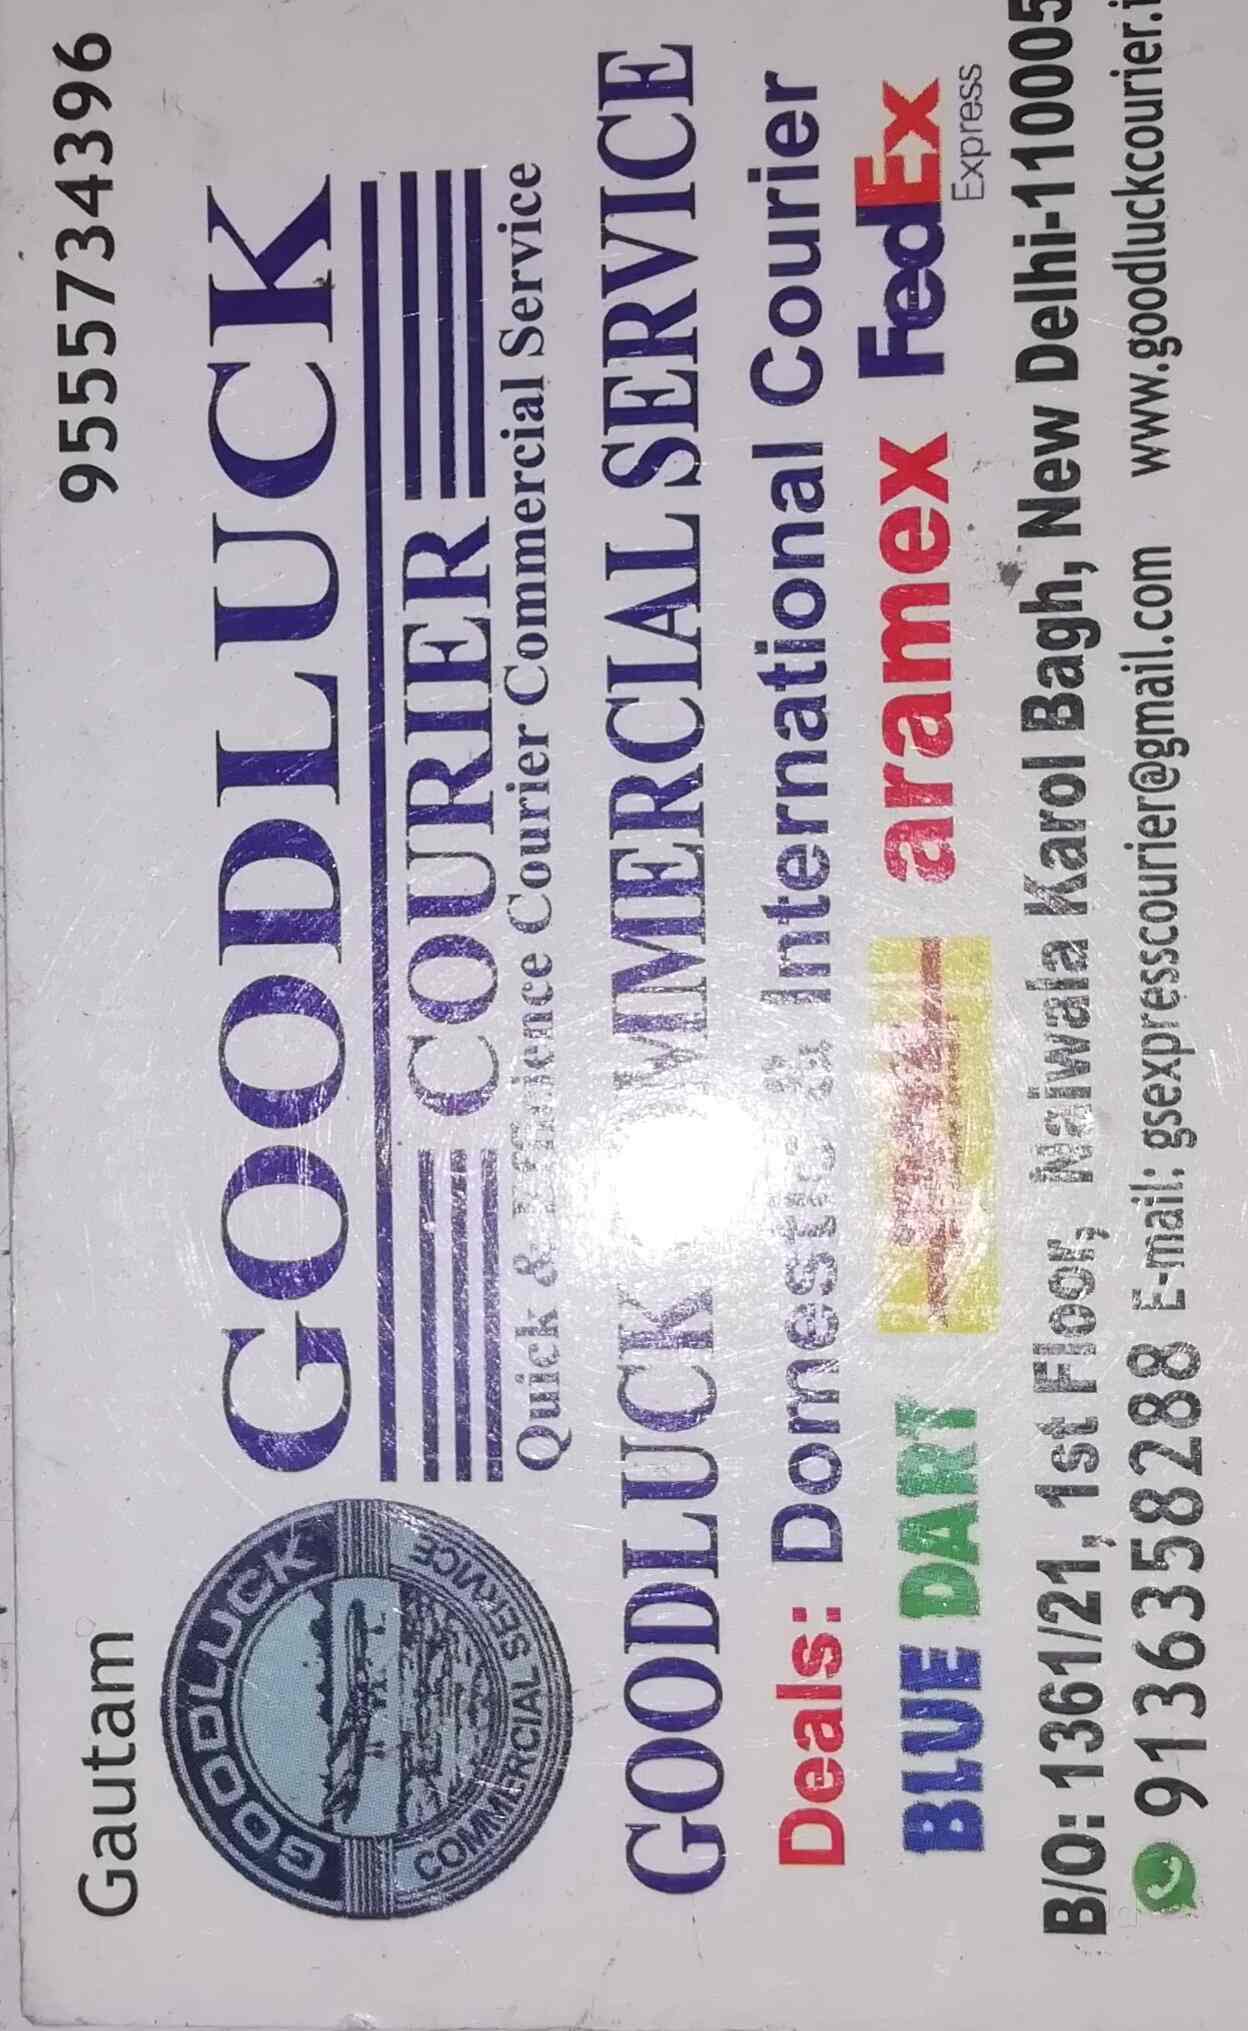 Gautam 9555734396
GOODLUCK
COMMERCIAL SERVICE
GOODLUCK
COURIER
Quick & Efficience Courier Commercial Service
GOODLUCK COMMERCIAL SERVICE
Deals: Domestic & International Courier
BLUE DART aramex FedEx
Express
B/O: 1361/21, 1st Floor, Naiwala Karol Bagh, New Delhi-110005
9136358288 E-mail: gsexpresscourier@gmail.com www.goodluckcourier.i